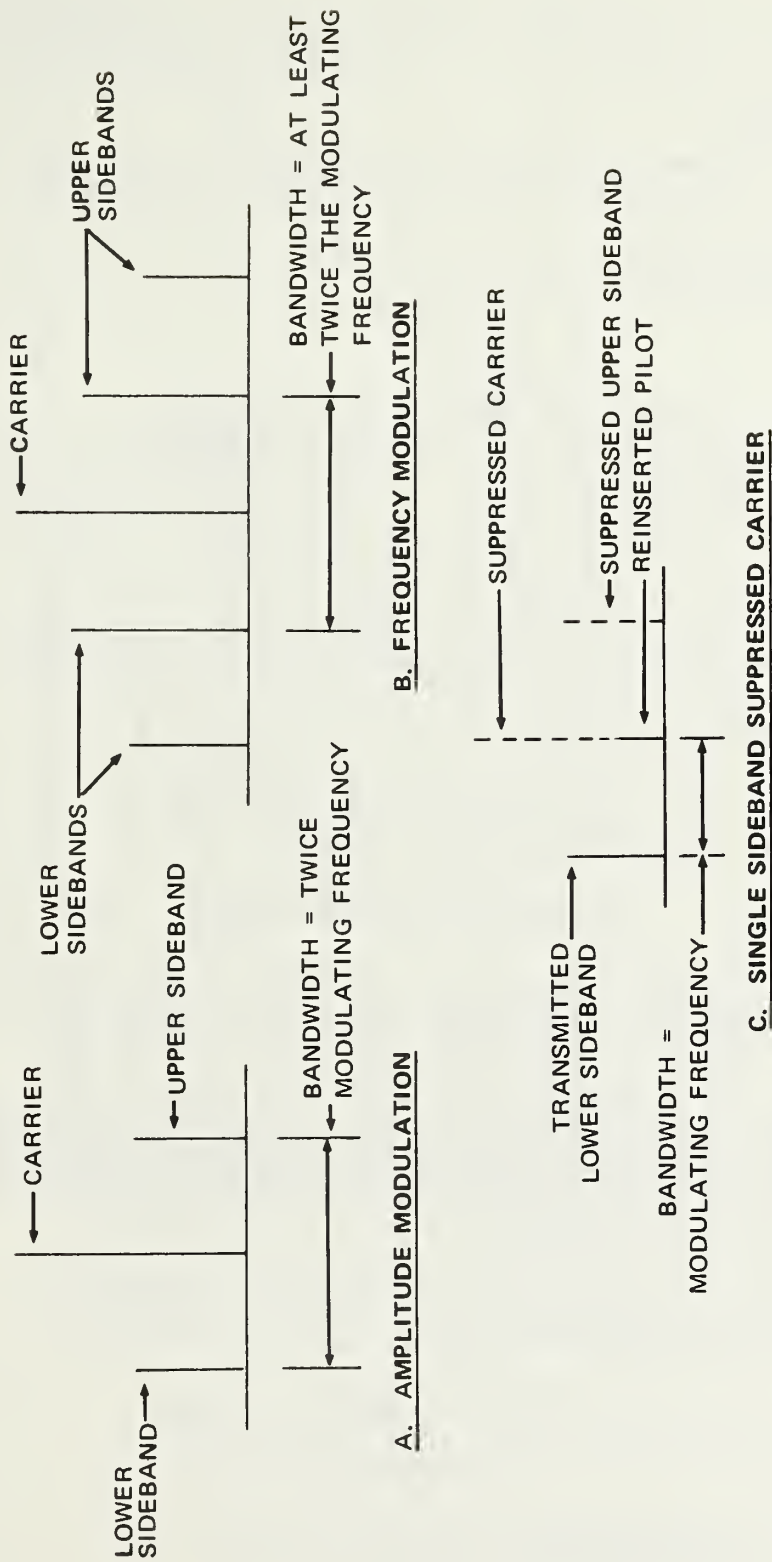 LOWER
SIDEBAND
CARRIER
UPPER SIDEBAND
BANDWIDTH = TWICE
MODULATING FREQUENCY
A. AMPLITUDE MODULATION
LOWER
SIDEBANDS
CARRIER
UPPER
SIDEBANDS
BANDWIDTH = AT LEAST
TWICE THE MODULATING
FREQUENCY
B. FREQUENCY MODULATION
TRANSMITTED
LOWER SIDEBAND
BANDWIDTH =
MODULATING FREQUENCY
SUPPRESSED CARRIER
SUPPRESSED UPPER SIDEBAND
REINSERTED PILOT
C. SINGLE SIDEBAND SUPPRESSED CARRIER